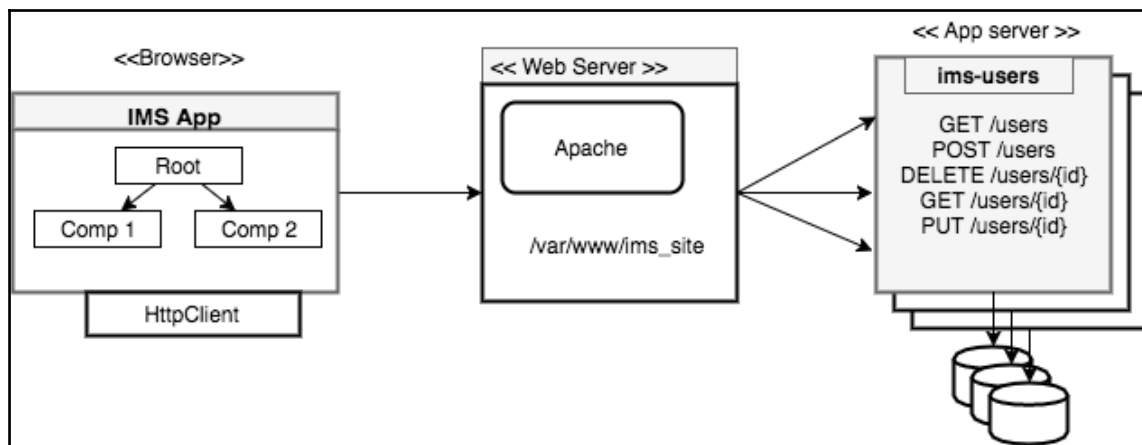 <<Browser>>
IMS App
Root
Comp 1
Comp 2
HttpClient
<< Web Server >>
Apache
/var/www/ims_site
<< App server >>
ims-users
GET /users
POST /users
DELETE /users/{id}
GET /users/{id}
PUT /users/{id}